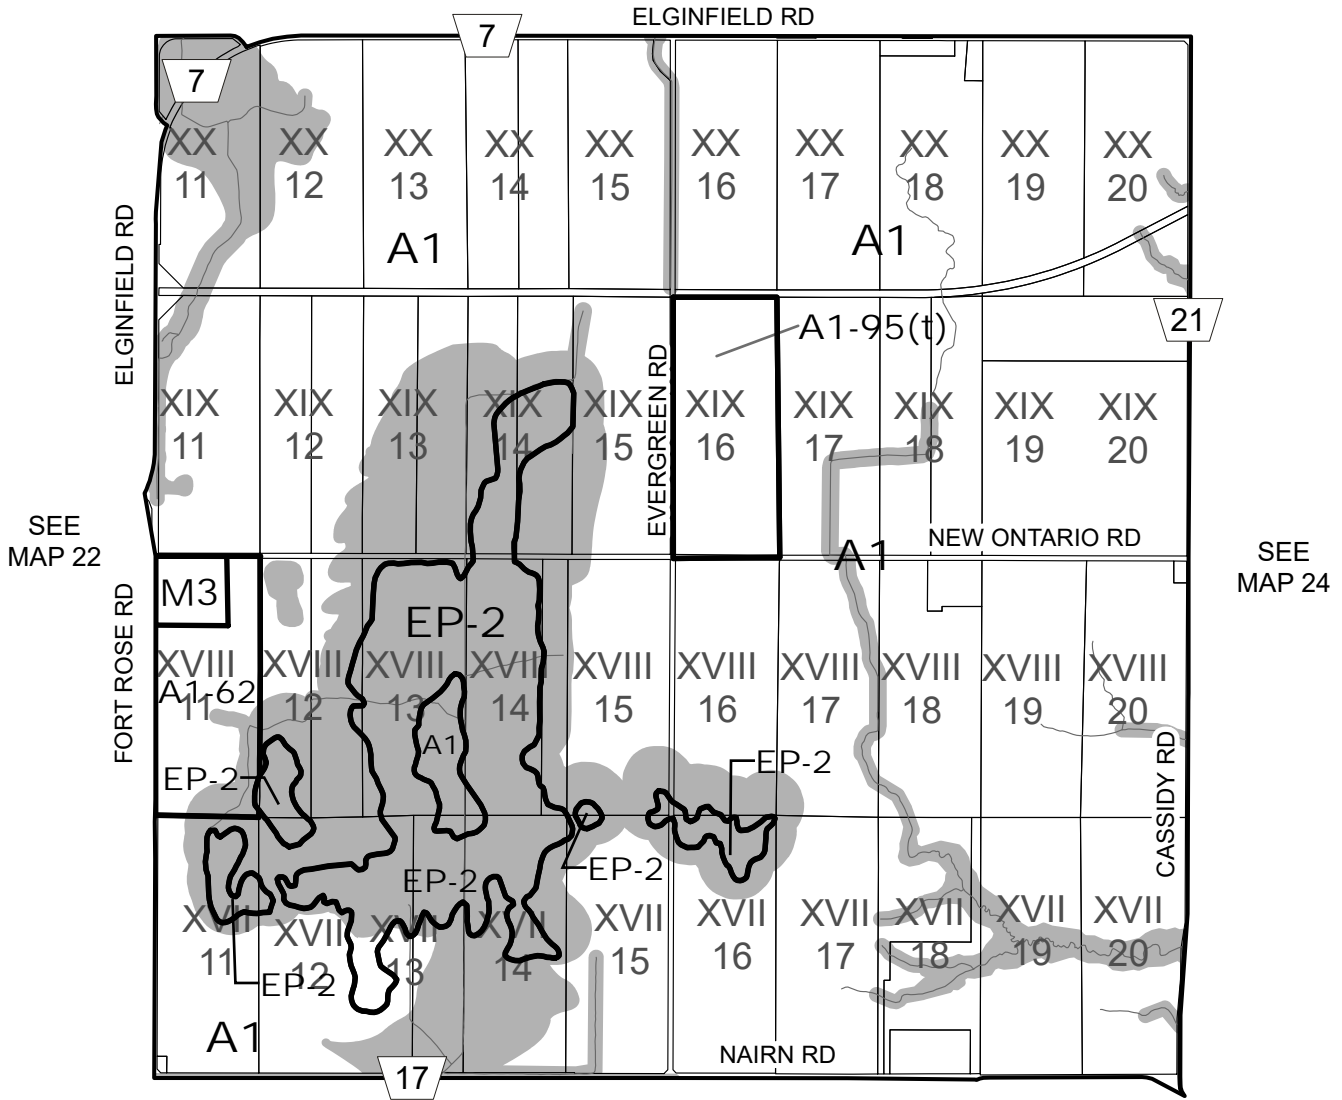 ELGINFIELD RD
7
7
XX XX XX XX XX XX XX XX XX XX
11 12 13 14 15 16 17 18 19 20
A1
A1
ELGINFIELD RD
A1-95(t)
21
EVERGREEN RD
XIX XIX XIX XIX XIX XIX XIX XIX XIX XIX
11 12 13 14 15 16 17 18 19 20
SEE
MAP 22
NEW ONTARIO RD
A1
SEE
MAP 24
M3
FORT ROSE RD
EP-2
XVIII XVIII XVIII XVIII XVIII XVIII XVIII XVIII XVIII XVIII
A1-62
11 12 13 14 15 16 17 18 19 20
A1
EP-2
EP-2
CASSIDY RD
EP-2
EP-2
XVII XVII XVII XVII XVII XVII XVII XVII XVII XVII
11 12 13 14 15 16 17 18 19 20
EP-2
A1
NAIRN RD
17